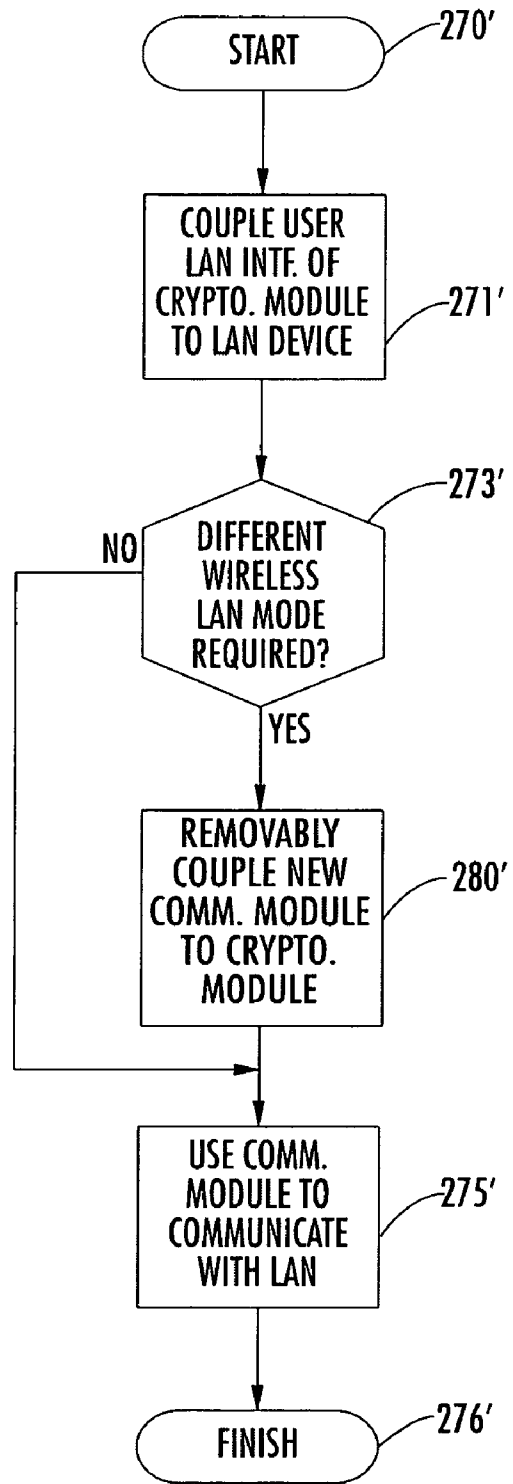 START
270'
COUPLE USER
LAN INTF. OF
CRYPTO. MODULE
TO LAN DEVICE
271'
273'
NO
DIFFERENT
WIRELESS
LAN MODE
REQUIRED?
YES
REMOVABLY
COUPLE NEW
COMM. MODULE
TO CRYPTO.
MODULE
280'
USE COMM.
MODULE TO
COMMUNICATE
WITH LAN
275'
FINISH
276'